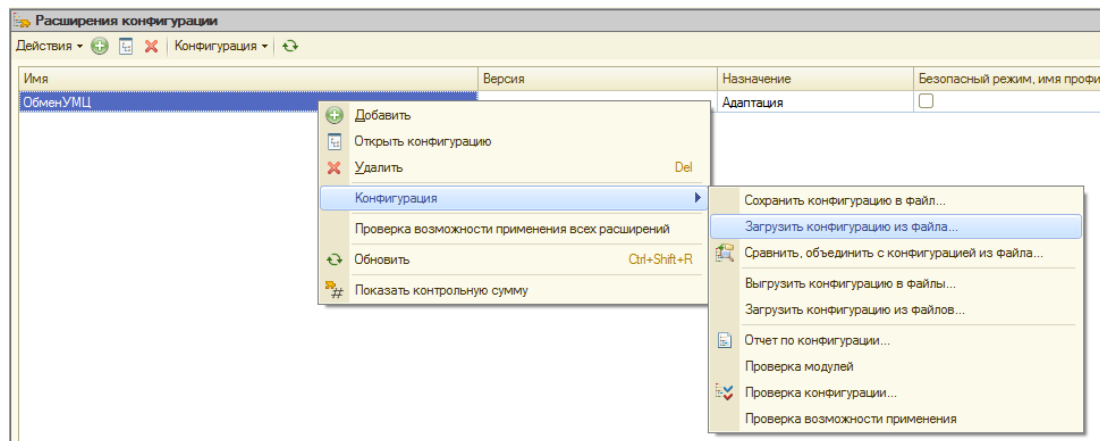 Расширения конфигурации
Действия Конфигурация
Имя Версия Назначение Безопасный режим, имя профи
ОбменУМЦ Адаптация
Добавить
Открыть конфигурацию
Удалить Del
Конфигурация
Проверка возможности применения всех расширений
Обновить Ctrl+Shift+R
Показать контрольную сумму
Сохранить конфигурацию в файл...
Загрузить конфигурацию из файла...
Сравнить, объединить с конфигурацией из файла...
Выгрузить конфигурацию в файлы...
Загрузить конфигурацию из файлов...
Отчет по конфигурации...
Проверка модулей
Проверка конфигурации...
Проверка возможности применения